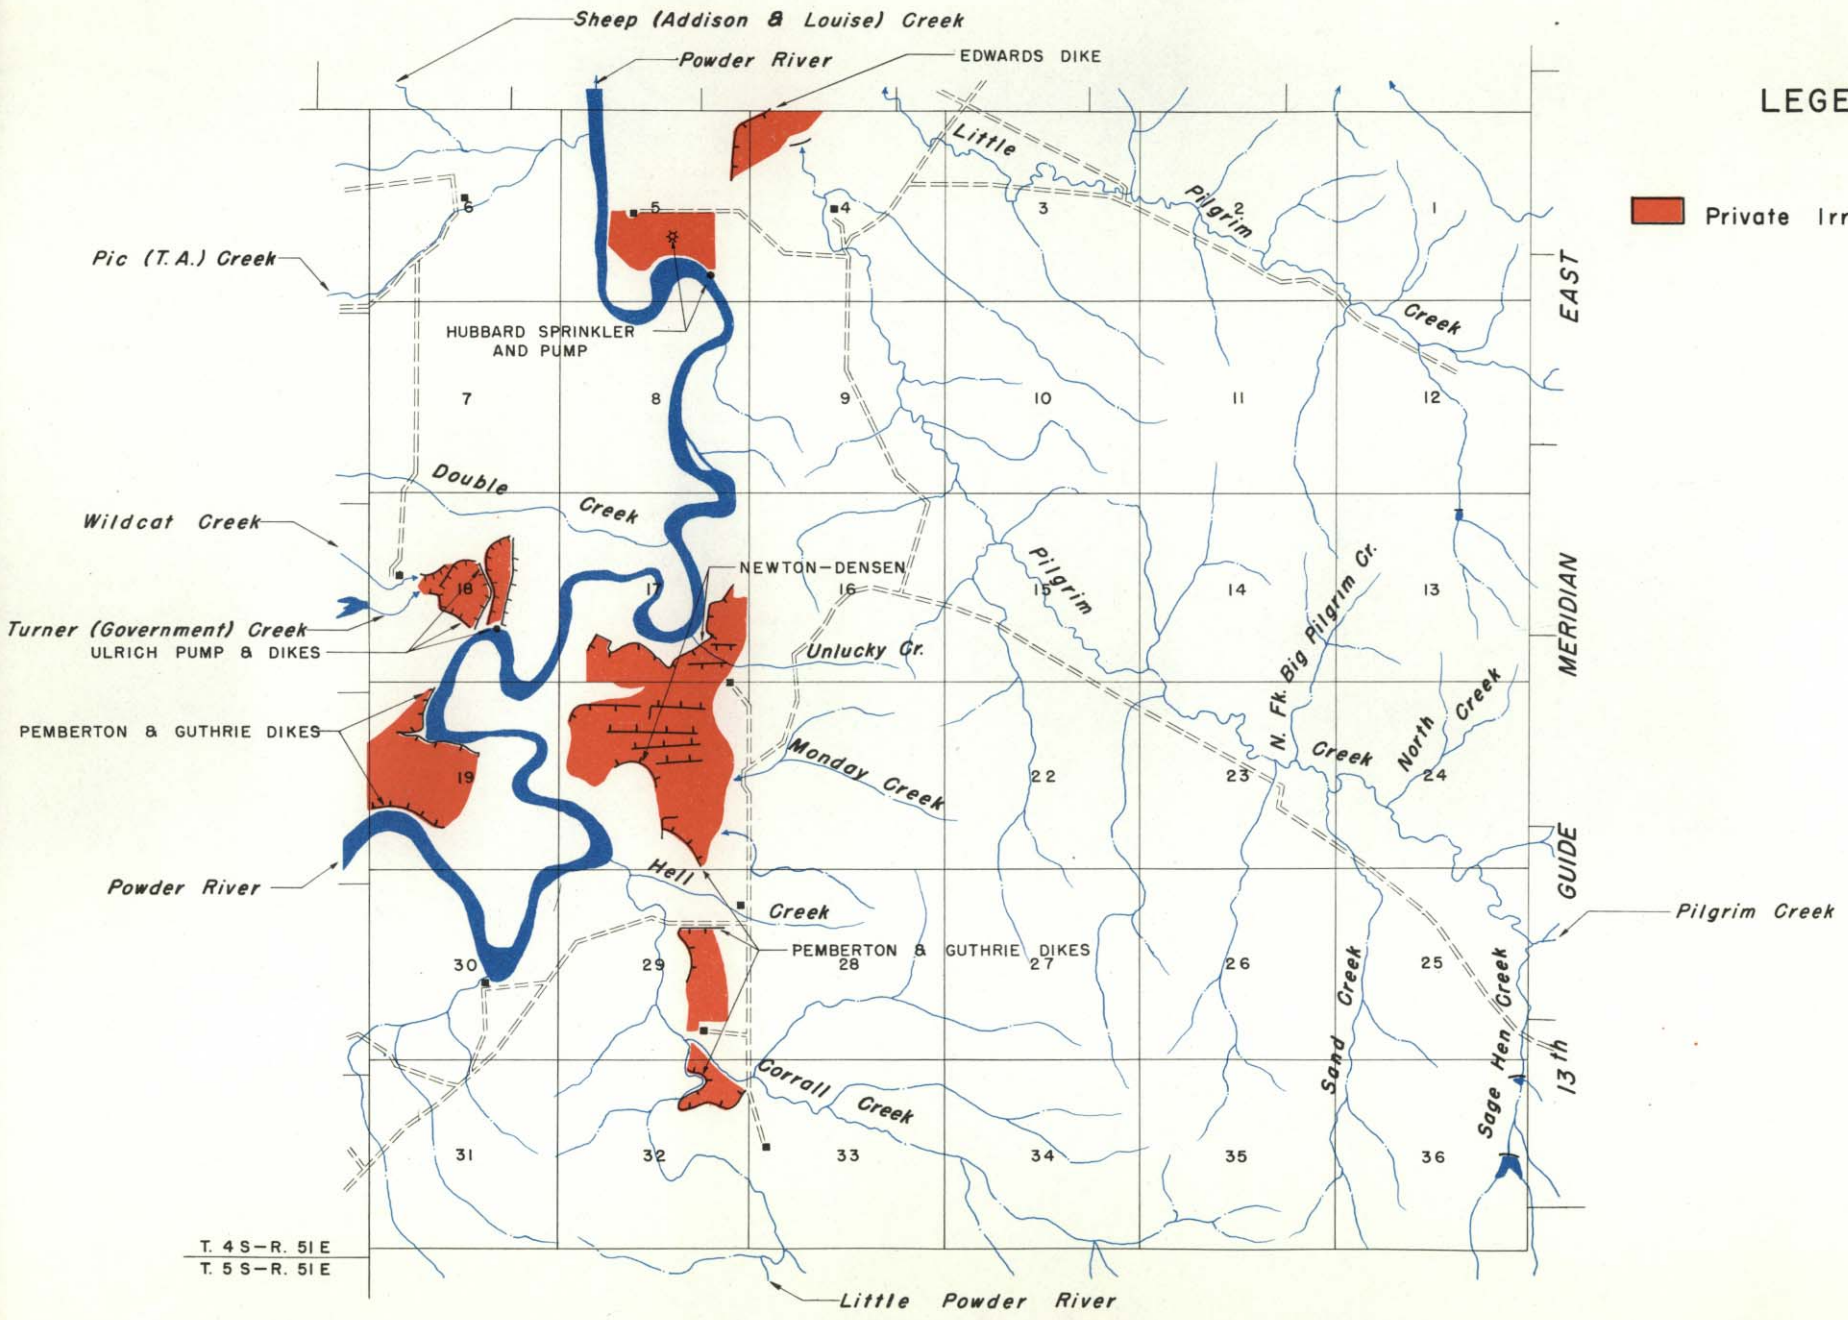 Sheep (Addison & Louise) Creek
Powder River
EDWARDS DIKE
LEGE
Little
Pilgrim
Creek
6
5
4
3
2
1
Private Irr
Pic (T.A.) Creek
EAST
HUBBARD SPRINKLER
AND PUMP
7
8
9
10
11
12
Double
Creek
Wildcat Creek
NEWTON-DENSEN
18
17
16
15
14
13
Pilgrim
N. Fk. Big Pilgrim Cr.
MERIDIAN
Turner (Government) Creek
ULRICH PUMP & DIKES
Unlucky Cr.
PEMBERTON & GUTHRIE DIKES
Monday Creek
Creek
North Creek
19
22
23
24
GUIDE
Powder River
Hell
Creek
Pilgrim Creek
PEMBERTON & GUTHRIE DIKES
30
29
28
27
26
25
Sand Creek
Sage Hen Creek
13th
Corrall
Creek
31
32
33
34
35
36
T. 4 S-R. 51 E
T. 5 S-R. 51 E
Little Powder River